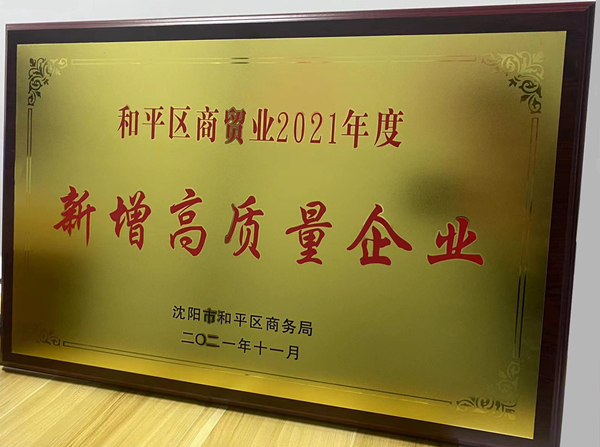 和平区商贸业2021年度
新增高质量企业
沈阳市和平区商务局
二〇二一年十一月